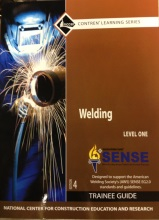 CONTREN® LEARNING SERIES
Welding
LEVEL ONE
SENSE
Designed to support the American
Welding Society's (AWS) SENSE EG2.0
standards and guidelines.
4
TRAINEE GUIDE
NATIONAL CENTER FOR CONSTRUCTION EDUCATION AND RESEARCH